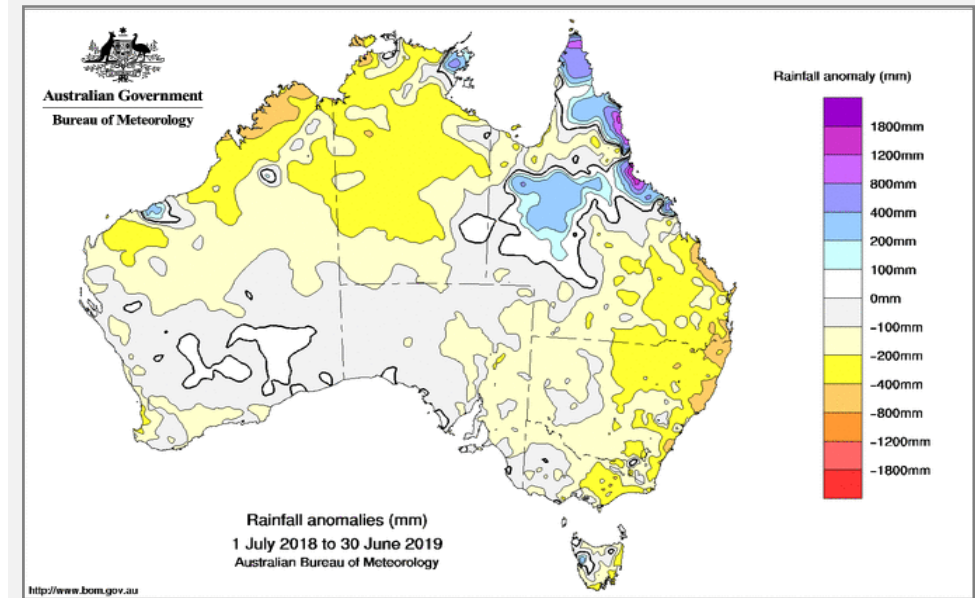 Australian Government
Bureau of Meteorology
Rainfall anomaly (mm)
1800mm
1200mm
800mm
400mm
200mm
100mm
0mm
-100mm
-200mm
-400mm
-800mm
-1200mm
-1800mm
Rainfall anomalies (mm)
1 July 2018 to 30 June 2019
Australian Bureau of Meteorology
http://www.bom.gov.au